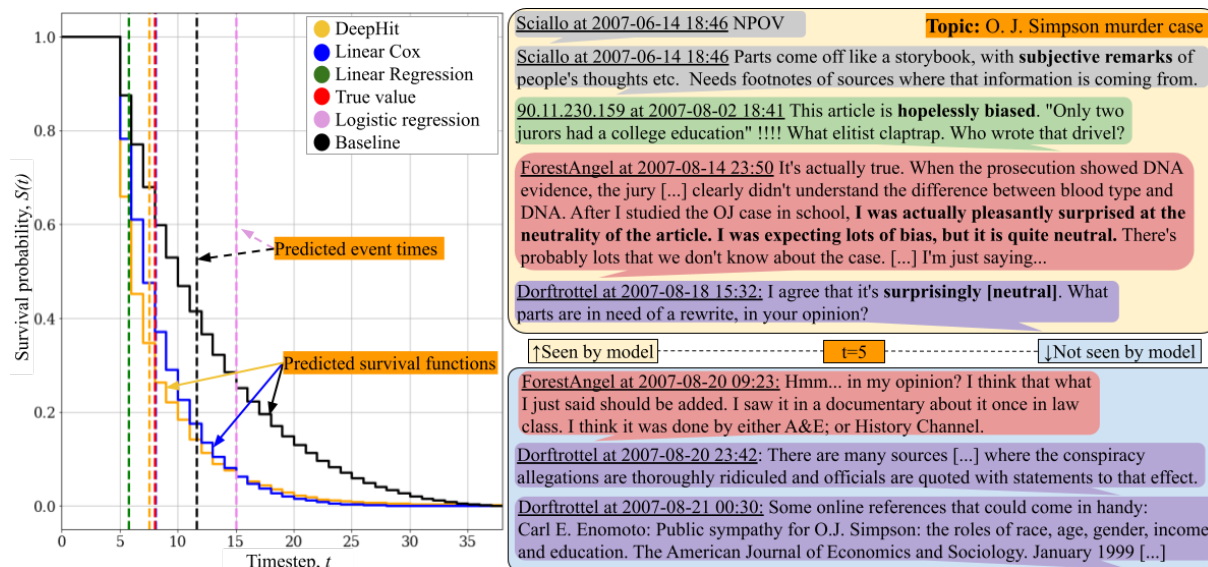 1.0
0.8
0.6
0.4
0.2
0.0
Survival probability, S(t)
0 5 10 15 20 25 30 35
Timestep, t
DeepHit
Linear Cox
Linear Regression
True value
Logistic regression
Baseline
Predicted event times
Predicted survival functions
Topic: O. J. Simpson murder case
Sciallo at 2007-06-14 18:46 NPOV
Sciallo at 2007-06-14 18:46 Parts come off like a storybook, with subjective remarks of
people's thoughts etc. Needs footnotes of sources where that information is coming from.
90.11.230.159 at 2007-08-02 18:41 This article is hopelessly biased. "Only two
jurors had a college education" !!!! What elitist claptrap. Who wrote that drivel?
ForestAngel at 2007-08-14 23:50 It's actually true. When the prosecution showed DNA
evidence, the jury [...] clearly didn't understand the difference between blood type and
DNA. After I studied the OJ case in school, I was actually pleasantly surprised at the
neutrality of the article. I was expecting lots of bias, but it is quite neutral. There's
probably lots that we don't know about the case. [...] I'm just saying...
Dorftrottel at 2007-08-18 15:32: I agree that it's surprisingly [neutral]. What
parts are in need of a rewrite, in your opinion?
↑Seen by model
t=5
↓Not seen by model
ForestAngel at 2007-08-20 09:23: Hmm... in my opinion? I think that what
I just said should be added. I saw it in a documentary about it once in law
class. I think it was done by either A&E; or History Channel.
Dorftrottel at 2007-08-20 23:42: There are many sources [...] where the conspiracy
allegations are thoroughly ridiculed and officials are quoted with statements to that effect.
Dorftrottel at 2007-08-21 00:30: Some online references that could come in handy:
Carl E. Enomoto: Public sympathy for O.J. Simpson: the roles of race, age, gender, income
and education. The American Journal of Economics and Sociology. January 1999 [...]